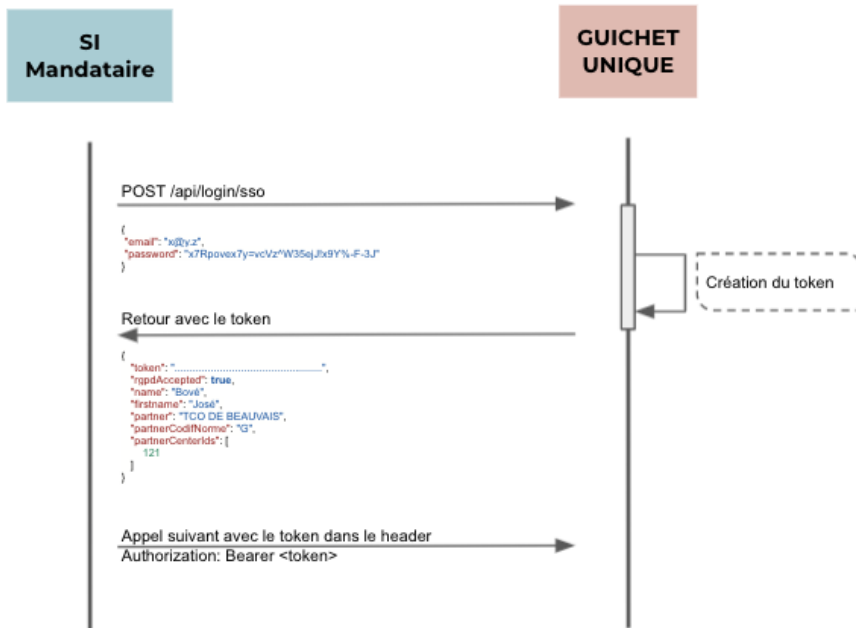 SI
Mandataire
GUICHET
UNIQUE
POST /api/login/sso
{
"email": "x@y.z",
"password": "x7Rpovex7y=vcVz^W35ejJ!x9Y%-F-3J"
}
Création du token
Retour avec le token
{
"token": "....................................................",
"rgpdAccepted": true,
"name": "Bové",
"firstname": "José",
"partner": "TCO DE BEAUVAIS",
"partnerCodifNorme": "G",
"partnerCenterIds": [
121
]
}
Appel suivant avec le token dans le header
Authorization: Bearer <token>